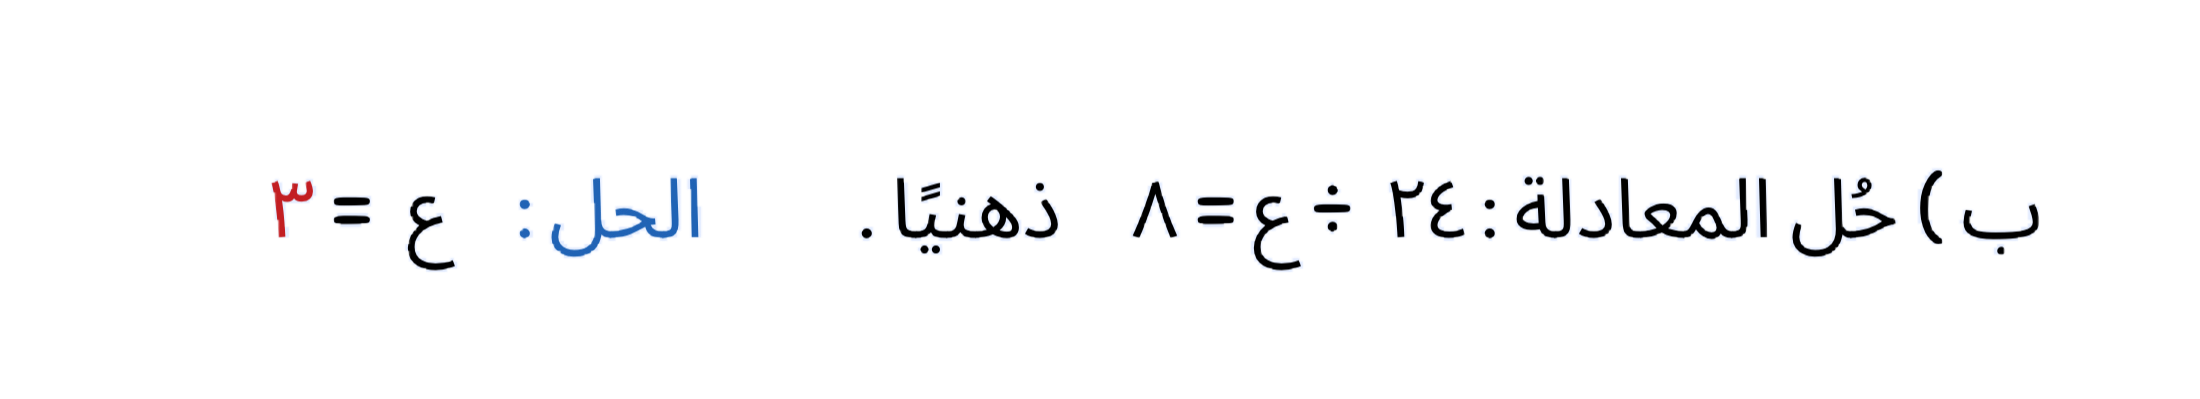 ب ) حُل المعادلة : ٢٤ ÷ ع = ٨ ذهنيًا . الحل : ع = ٣